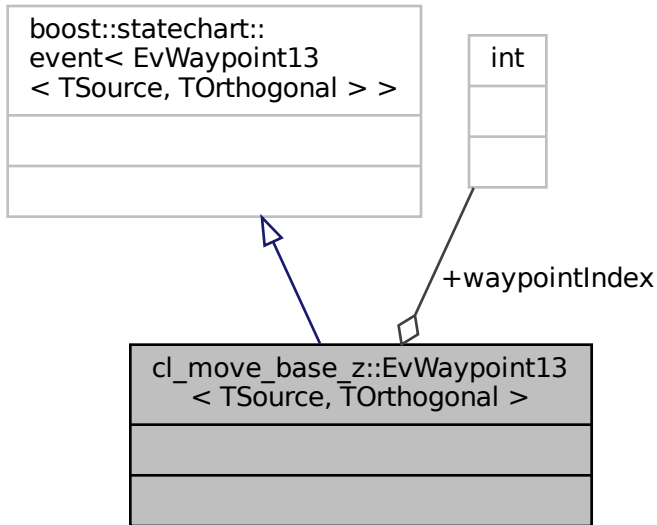 boost::statechart::
event< EvWaypoint13
< TSource, TOrthogonal > >
int
+waypointIndex
cl_move_base_z::EvWaypoint13
< TSource, TOrthogonal >